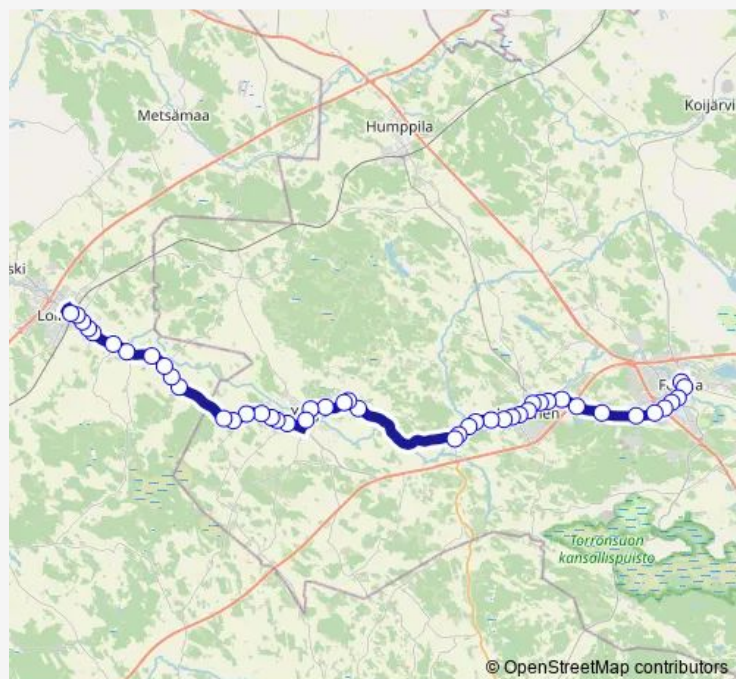 Metsämaa
Koijärvi
Humppila
Torronsuon
kansallispuisto
© OpenStreetMap contributors